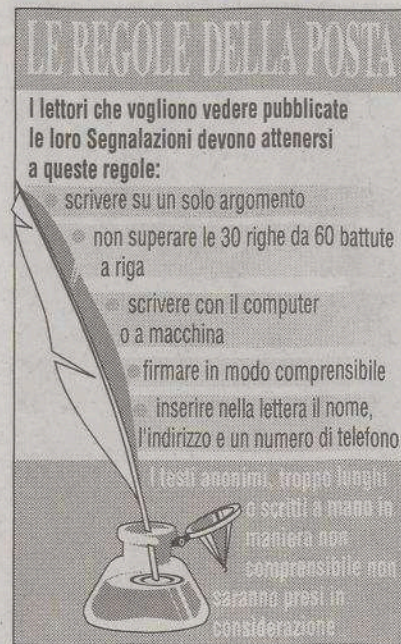 LE REGOLE DELLA POSTA
I lettori che vogliono vedere pubblicate
le loro Segnalazioni devono attenersi
a queste regole:
scrivere su un solo argomento
non superare le 30 righe da 60 battute
a riga
scrivere con il computer
o a macchina
firmare in modo comprensibile
inserire nella lettera il nome,
l'indirizzo e un numero di telefono
I testi anonimi, troppo lunghi
o scritti a mano in
maniera non
comprensibile non
saranno presi in
considerazione